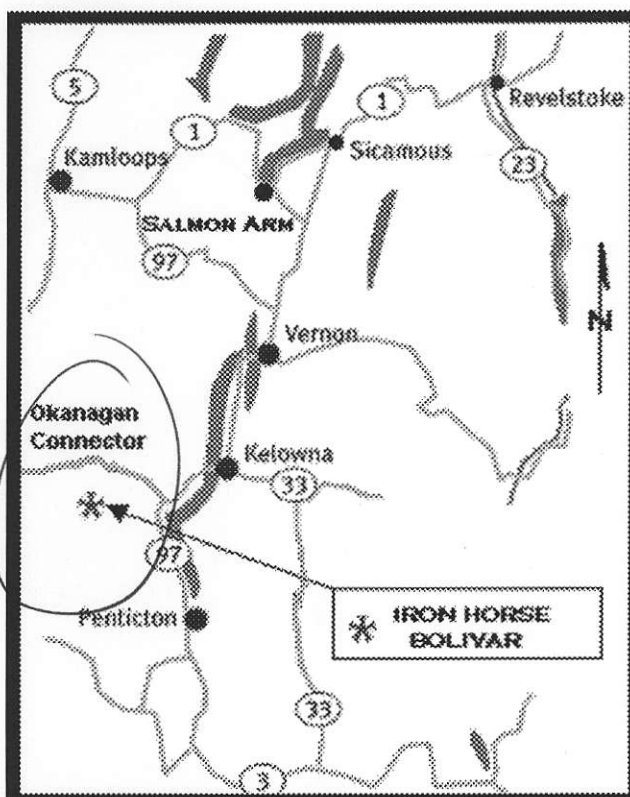 5
1
1
Revelstoke
Kamloops
Sicamous
23
SALMON ARM
97
N
Vernon
Okanagan
Connector
Kelowna
33
97
IRON HORSE
BOLIVAR
Penticton
33
3